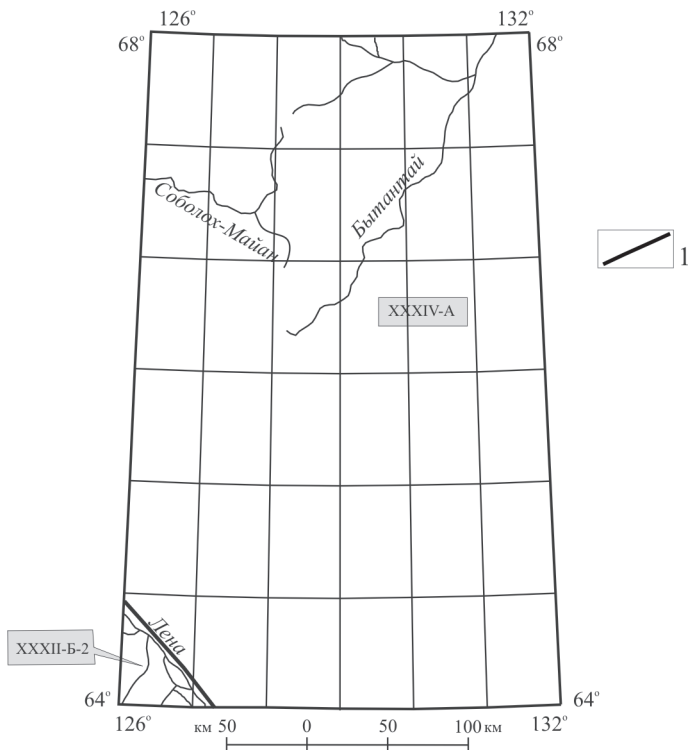 126°
132°
68°
68°
Соболох-Майан
Бытантай
1
XXXIV-А
Лена
XXXII-Б-2
64°
64°
126°
км 50 0 50 100 км
132°